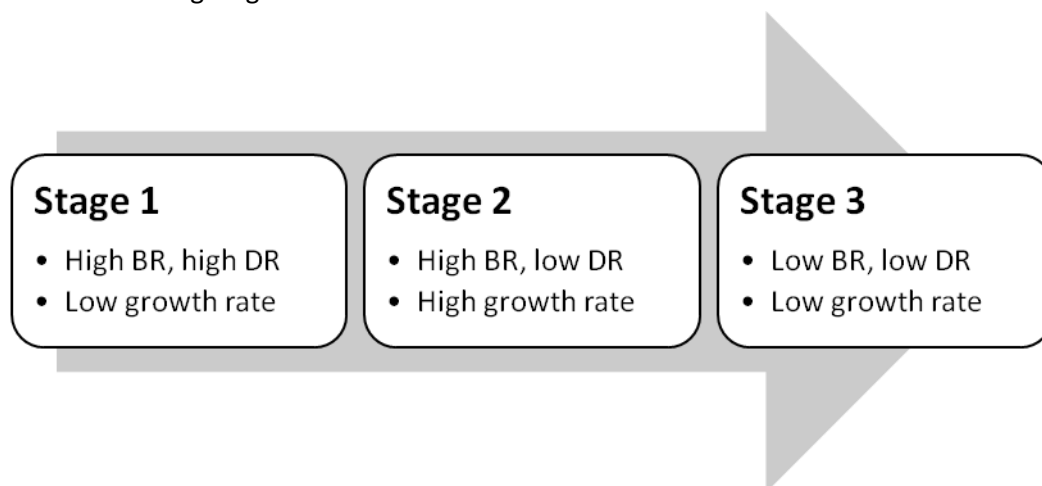 Stage 1
• High BR, high DR
• Low growth rate
Stage 2
• High BR, low DR
• High growth rate
Stage 3
• Low BR, low DR
• Low growth rate